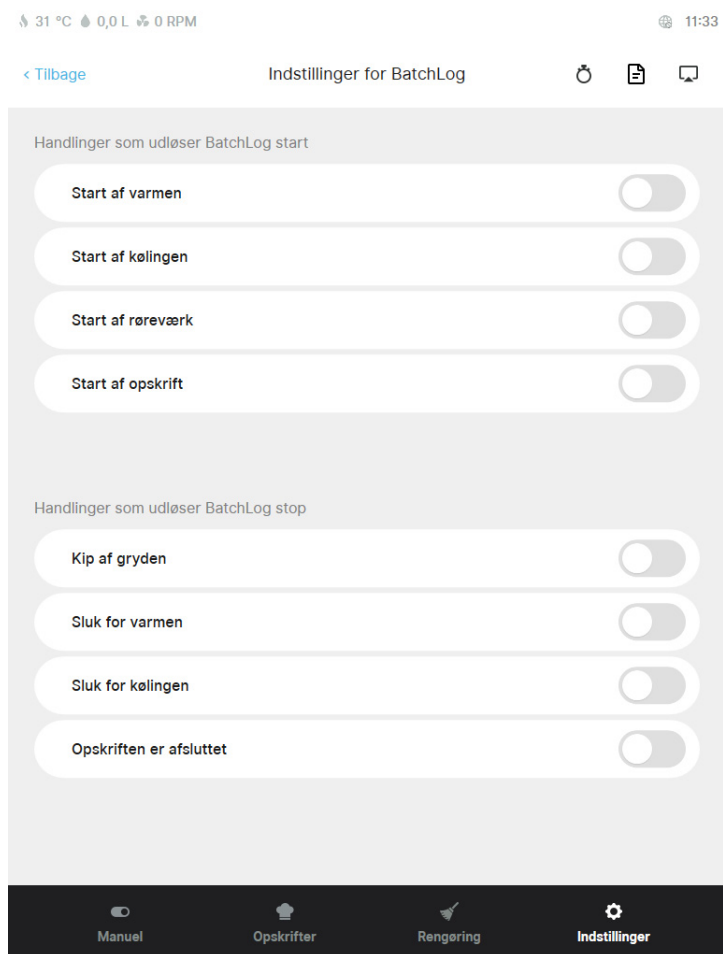 31 °C 0,0 L 0 RPM 11:33
< Tilbage Indstillinger for BatchLog
Handlinger som udløser BatchLog start
Start af varmen
Start af kølingen
Start af røreværk
Start af opskrift
Handlinger som udløser BatchLog stop
Kip af gryden
Sluk for varmen
Sluk for kølingen
Opskriften er afsluttet
Manuel Opskrifter Rengøring Indstillinger